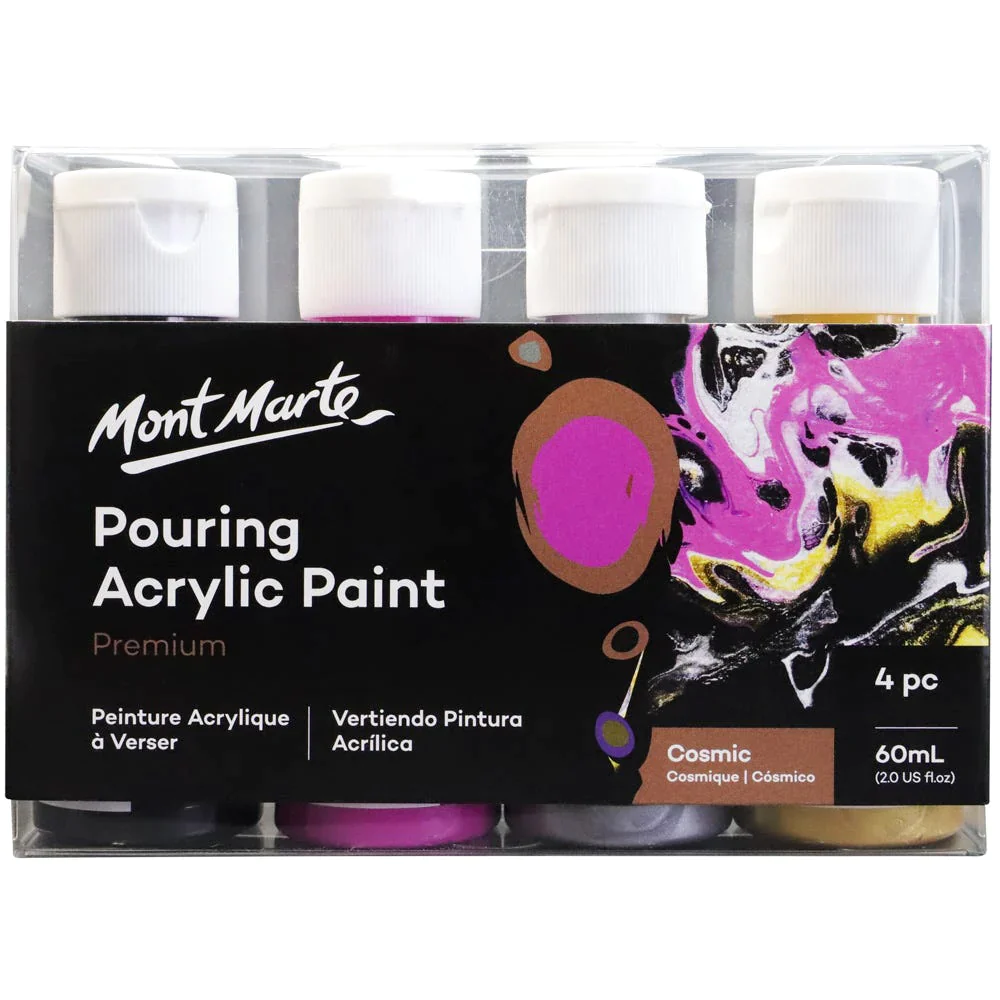 Mont Marte
Pouring
Acrylic Paint
Premium
Peinture Acrylique
à Verser
Vertiendo Pintura
Acrílica
Cosmic
Cosmique | Cósmico
4 pc
60mL
(2.0 US fl.oz)